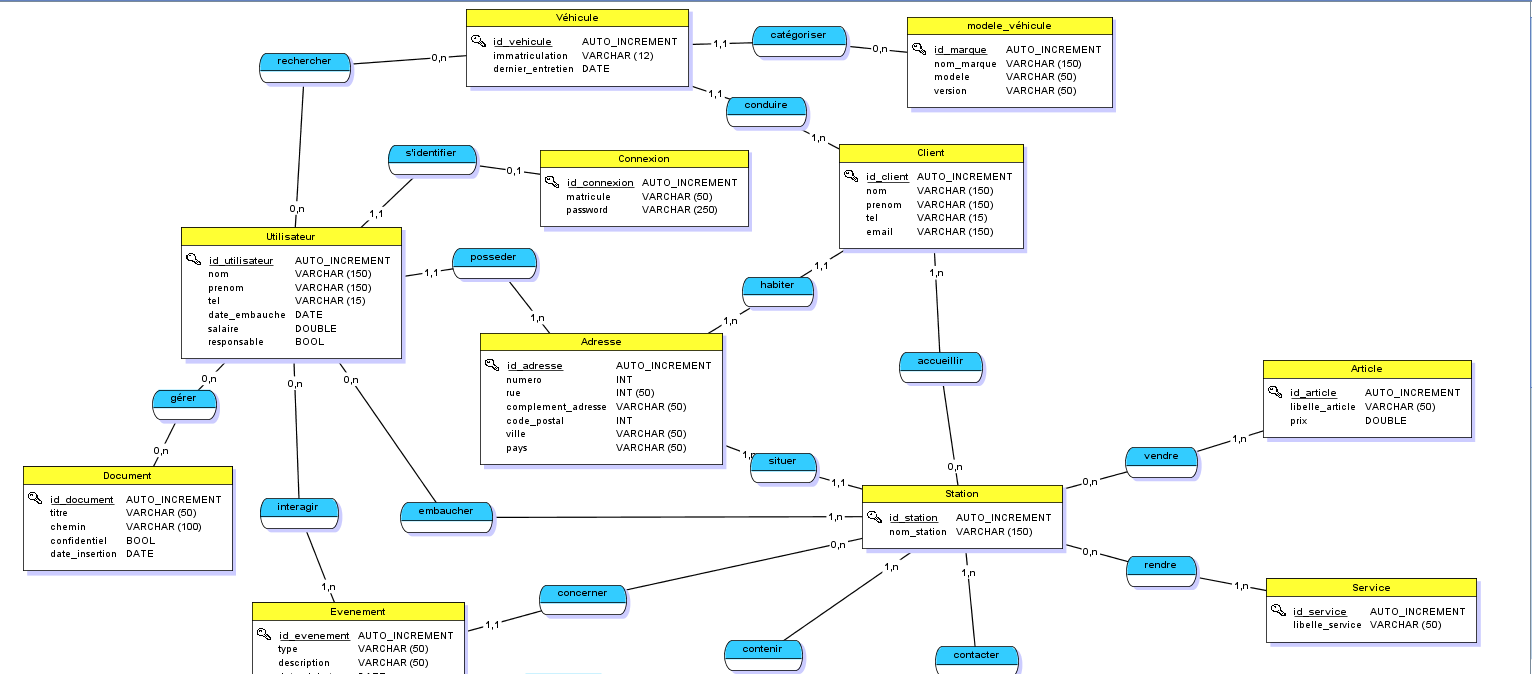 Véhicule
id_vehicule AUTO_INCREMENT
immatriculation VARCHAR (12)
dernier_entretien DATE
1,1
catégoriser
0,n
modele_véhicule
id_marque AUTO_INCREMENT
nom_marque VARCHAR (150)
modele VARCHAR (50)
version VARCHAR (50)
rechercher
0,n
0,n
1,1
conduire
1,n
s'identifier
0,1
1,1
Connexion
id_connexion AUTO_INCREMENT
matricule VARCHAR (50)
password VARCHAR (250)
Client
id_client AUTO_INCREMENT
nom VARCHAR (150)
prenom VARCHAR (150)
tel VARCHAR (15)
email VARCHAR (150)
Utilisateur
id_utilisateur AUTO_INCREMENT
nom VARCHAR (150)
prenom VARCHAR (150)
tel VARCHAR (15)
date_embauche DATE
salaire DOUBLE
responsable BOOL
1,1
posseder
1,n
1,1
habiter
1,n
1,n
accueillir
0,n
Adresse
id_adresse AUTO_INCREMENT
numero INT
rue INT (50)
complement_adresse VARCHAR (50)
code_postal INT
ville VARCHAR (50)
pays VARCHAR (50)
Article
id_article AUTO_INCREMENT
libelle_article VARCHAR (50)
prix DOUBLE
0,n
gérer
0,n
0,n
0,n
Document
id_document AUTO_INCREMENT
titre VARCHAR (50)
chemin VARCHAR (100)
confidentiel BOOL
date_insertion DATE
interagir
1,n
embaucher
1,n
situer
1,1
1,n
vendre
0,n
Station
id_station AUTO_INCREMENT
nom_station VARCHAR (150)
0,n
concerner
1,1
1,n
contenir
1,n
contacter
0,n
rendre
1,n
Service
id_service AUTO_INCREMENT
libelle_service VARCHAR (50)
Evenement
id_evenement AUTO_INCREMENT
type VARCHAR (50)
description VARCHAR (50)